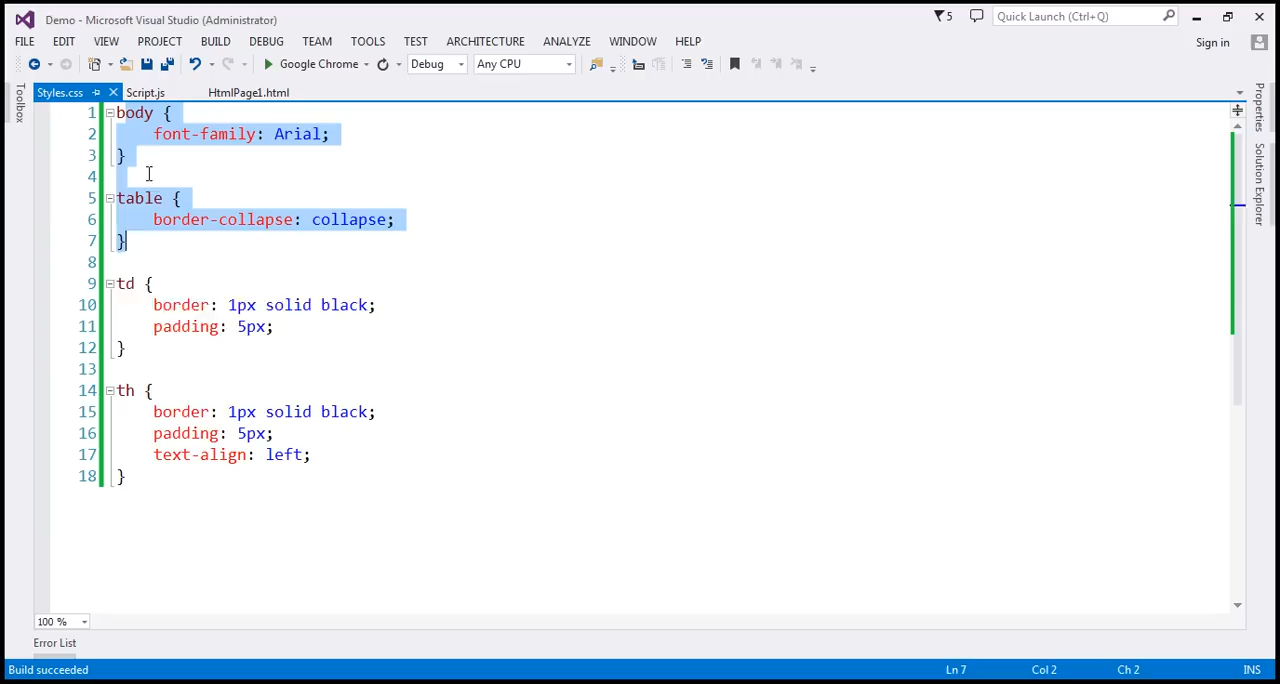 Demo - Microsoft Visual Studio (Administrator)
5
Quick Launch (Ctrl+Q)
FILE EDIT VIEW PROJECT BUILD DEBUG TEAM TOOLS TEST ARCHITECTURE ANALYZE WINDOW HELP
Sign in
Google Chrome Debug Any CPU
Toolbox
Styles.css Script.js HtmlPage1.html
Properties
Solution Explorer
1 body {
2 font-family: Arial;
3 }
4
5 table {
6 border-collapse: collapse;
7 }
8
9 td {
10 border: 1px solid black;
11 padding: 5px;
12 }
13
14 th {
15 border: 1px solid black;
16 padding: 5px;
17 text-align: left;
18 }
100 %
Error List
Build succeeded Ln 7 Col 2 Ch 2 INS